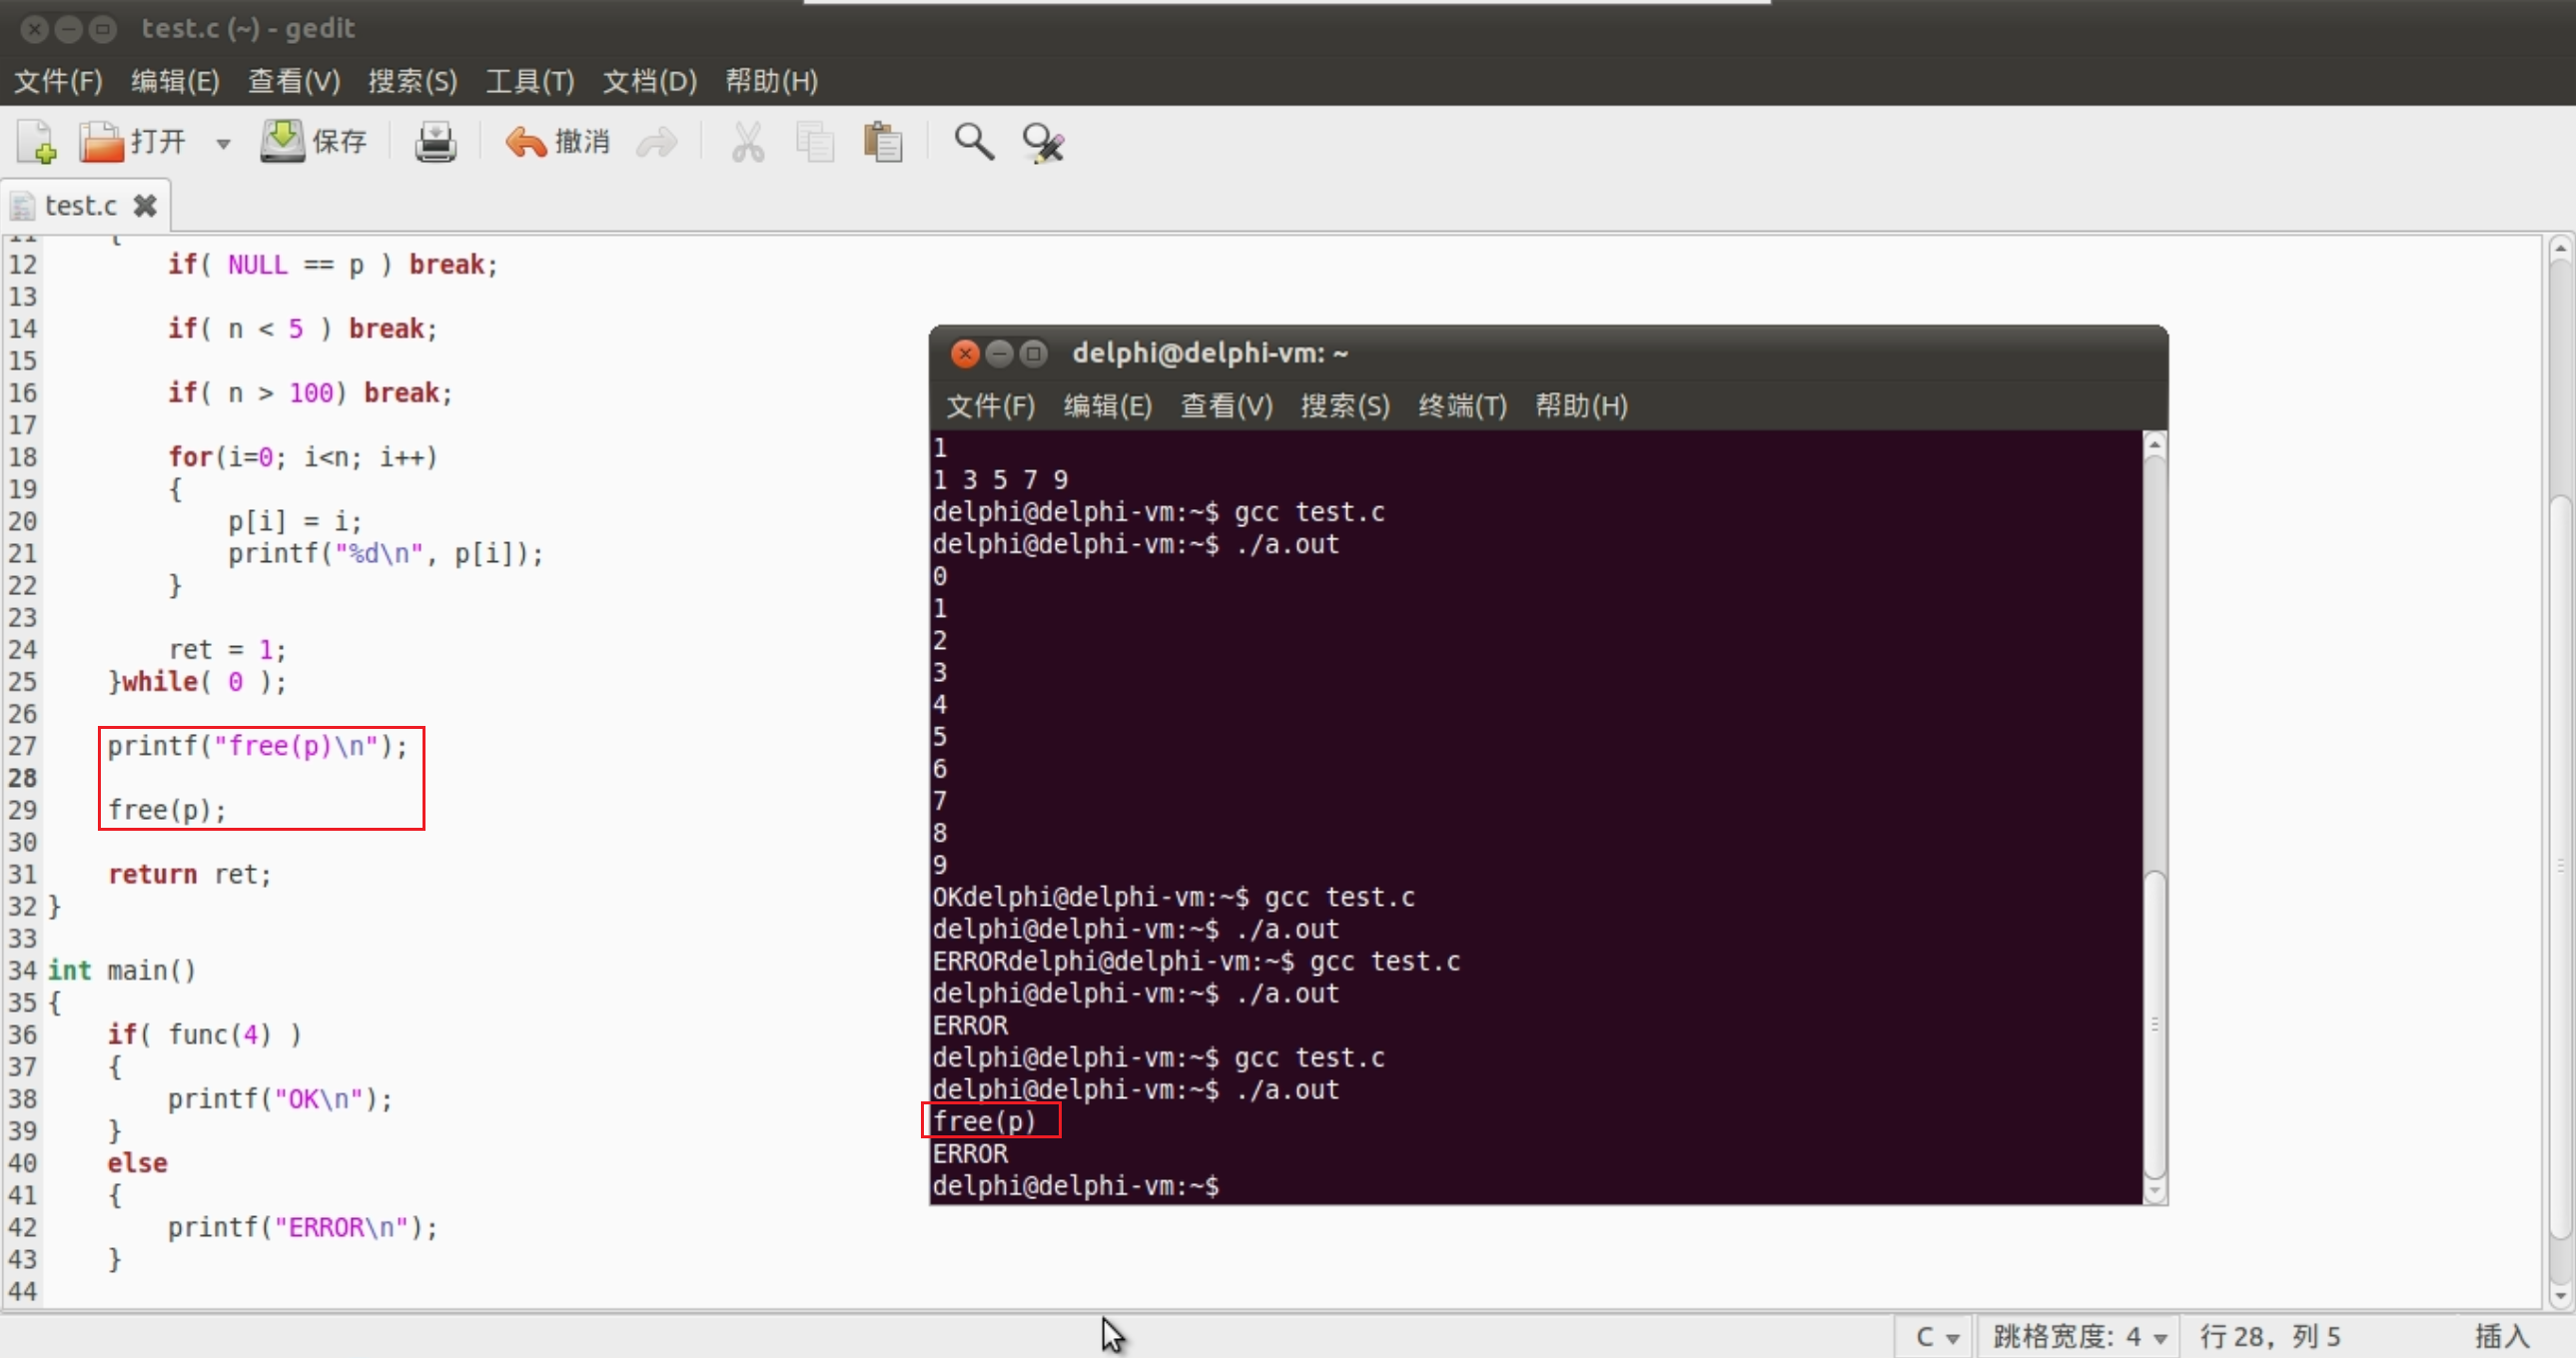 test.c (~) - gedit
文件(F) 编辑(E) 查看(V) 搜索(S) 工具(T) 文档(D) 帮助(H)
打开 保存 撤消
test.c
11 {
12 if( NULL == p ) break;
13
14 if( n < 5 ) break;
15
16 if( n > 100) break;
17
18 for(i=0; i<n; i++)
19 {
20 p[i] = i;
21 printf("%d\n", p[i]);
22 }
23
24 ret = 1;
25 }while( 0 );
26
27 printf("free(p)\n");
28
29 free(p);
30
31 return ret;
32 }
33
34 int main()
35 {
36 if( func(4) )
37 {
38 printf("OK\n");
39 }
40 else
41 {
42 printf("ERROR\n");
43 }
44
delphi@delphi-vm: ~
文件(F) 编辑(E) 查看(V) 搜索(S) 终端(T) 帮助(H)
1
1 3 5 7 9
delphi@delphi-vm:~$ gcc test.c
delphi@delphi-vm:~$ ./a.out
0
1
2
3
4
5
6
7
8
9
OKdelphi@delphi-vm:~$ gcc test.c
delphi@delphi-vm:~$ ./a.out
ERRORdelphi@delphi-vm:~$ gcc test.c
delphi@delphi-vm:~$ ./a.out
ERROR
delphi@delphi-vm:~$ gcc test.c
delphi@delphi-vm:~$ ./a.out
free(p)
ERROR
delphi@delphi-vm:~$
C 跳格宽度: 4 行 28，列 5 插入